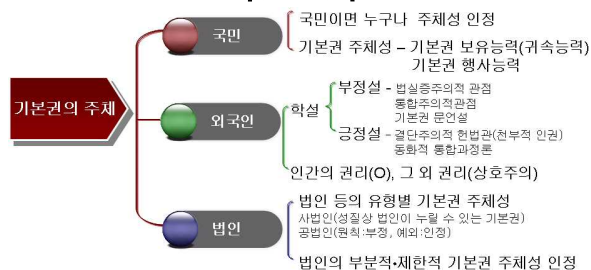 기본권의 주체
국민
국민이면 누구나 주체성 인정
기본권 주체성 – 기본권 보유능력(귀속능력)
기본권 행사능력
외국인
학설
부정설 - 법실증주의적 관점
통합주의적관점
기본권 문언설
긍정설 - 결단주의적 헌법관(천부적 인권)
동화적 통합과정론
인간의 권리(O), 그 외 권리(상호주의)
법인
법인 등의 유형별 기본권 주체성
사법인(성질상 법인이 누릴 수 있는 기본권)
공법인(원칙:부정, 예외:인정)
법인의 부분적•제한적 기본권 주체성 인정